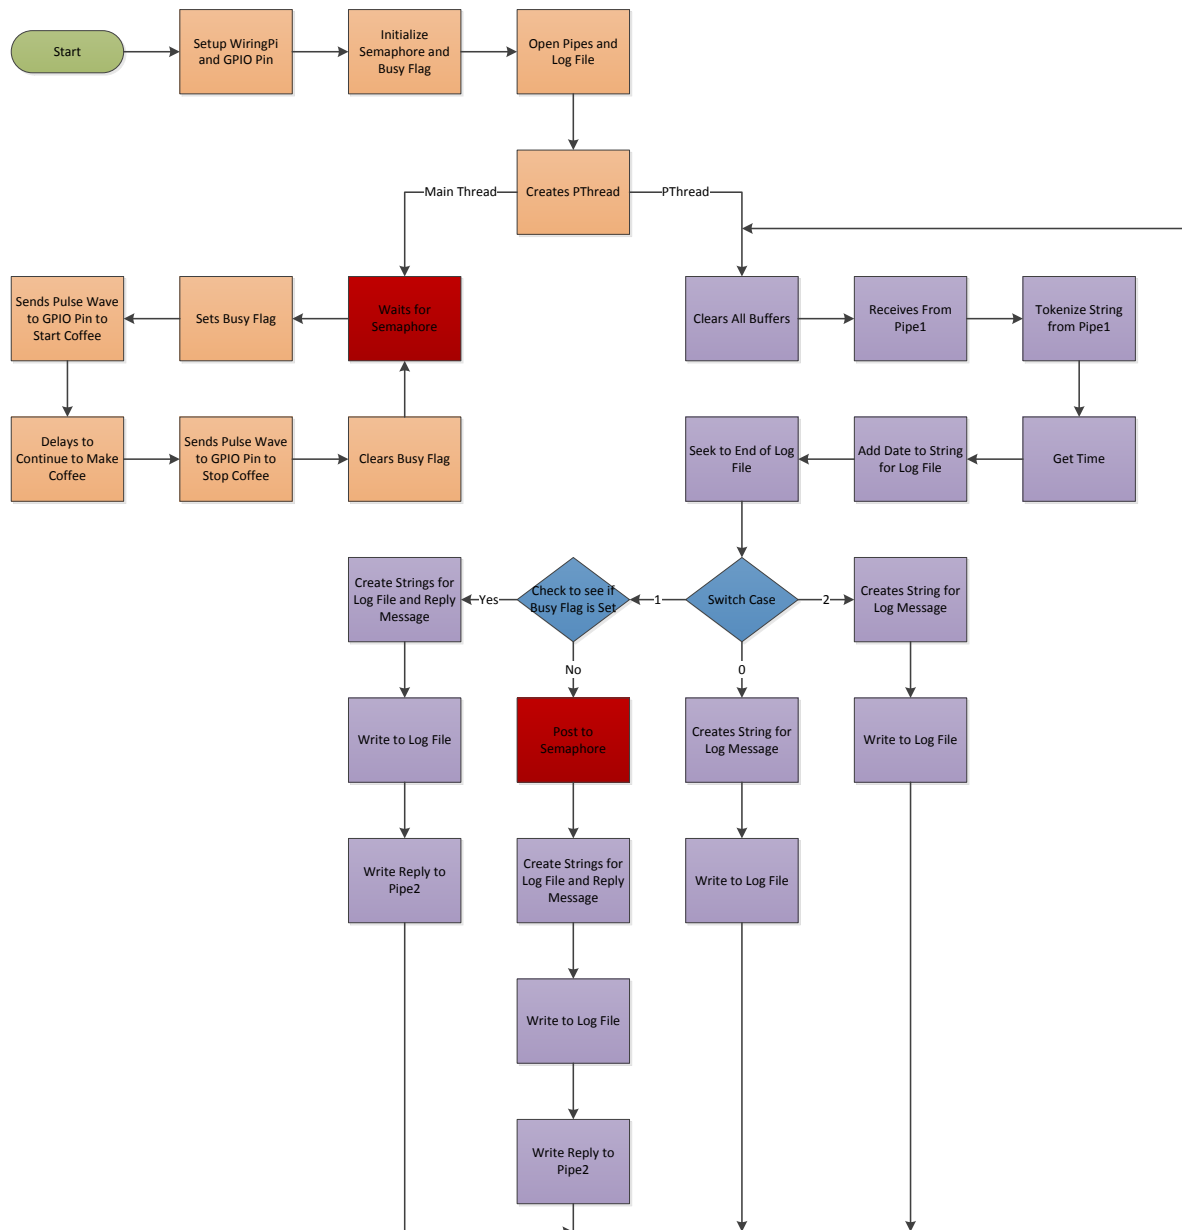 Start
Setup WiringPi
and GPIO Pin
Initialize
Semaphore and
Busy Flag
Open Pipes and
Log File
Creates PThread
Main Thread
PThread
Sends Pulse Wave
to GPIO Pin to
Start Coffee
Sets Busy Flag
Waits for
Semaphore
Clears All Buffers
Receives From
Pipe1
Tokenize String
from Pipe1
Delays to
Continue to Make
Coffee
Sends Pulse Wave
to GPIO Pin to
Stop Coffee
Clears Busy Flag
Seek to End of Log
File
Add Date to String
for Log File
Get Time
Create Strings for
Log File and Reply
Message
Yes
Check to see if
Busy Flag is Set
1
Switch Case
2
Creates String for
Log Message
No
0
Write to Log File
Post to
Semaphore
Creates String for
Log Message
Write to Log File
Write Reply to
Pipe2
Create Strings for
Log File and Reply
Message
Write to Log File
Write to Log File
Write Reply to
Pipe2